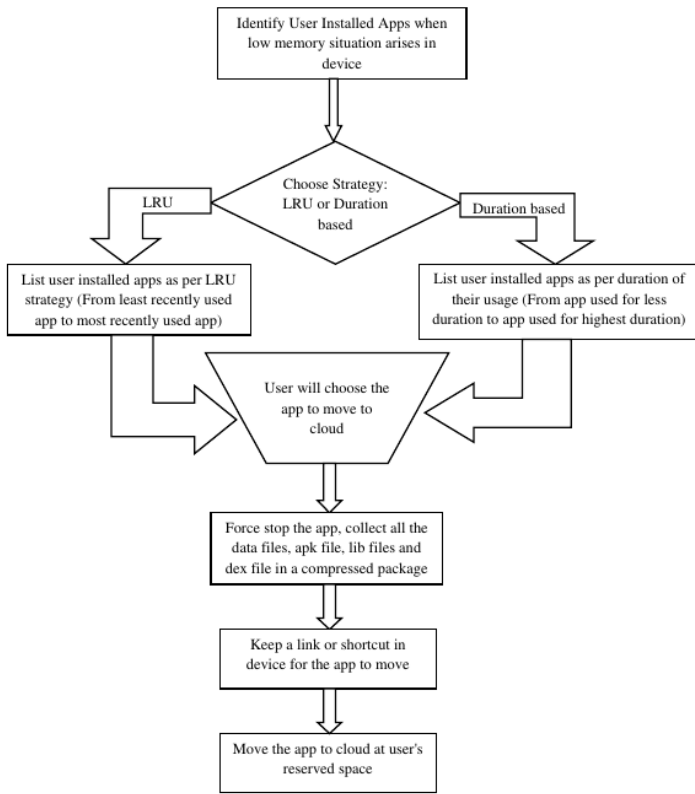 Identify User Installed Apps when
low memory situation arises in
device
Choose Strategy:
LRU or Duration
based
LRU
Duration based
List user installed apps as per LRU
strategy (From least recently used
app to most recently used app)
List user installed apps as per duration of
their usage (From app used for less
duration to app used for highest duration)
User will choose the
app to move to
cloud
Force stop the app, collect all the
data files, apk file, lib files and
dex file in a compressed package
Keep a link or shortcut in
device for the app to move
Move the app to cloud at user's
reserved space